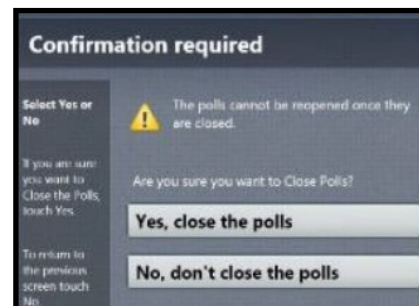 Confirmation required
Select Yes or
No
If you are sure
you want to
Close the Polls,
touch Yes.
To return to
the previous
screen touch
No.
The polls cannot be reopened once they
are closed.
Are you sure you want to Close Polls?
Yes, close the polls
No, don't close the polls